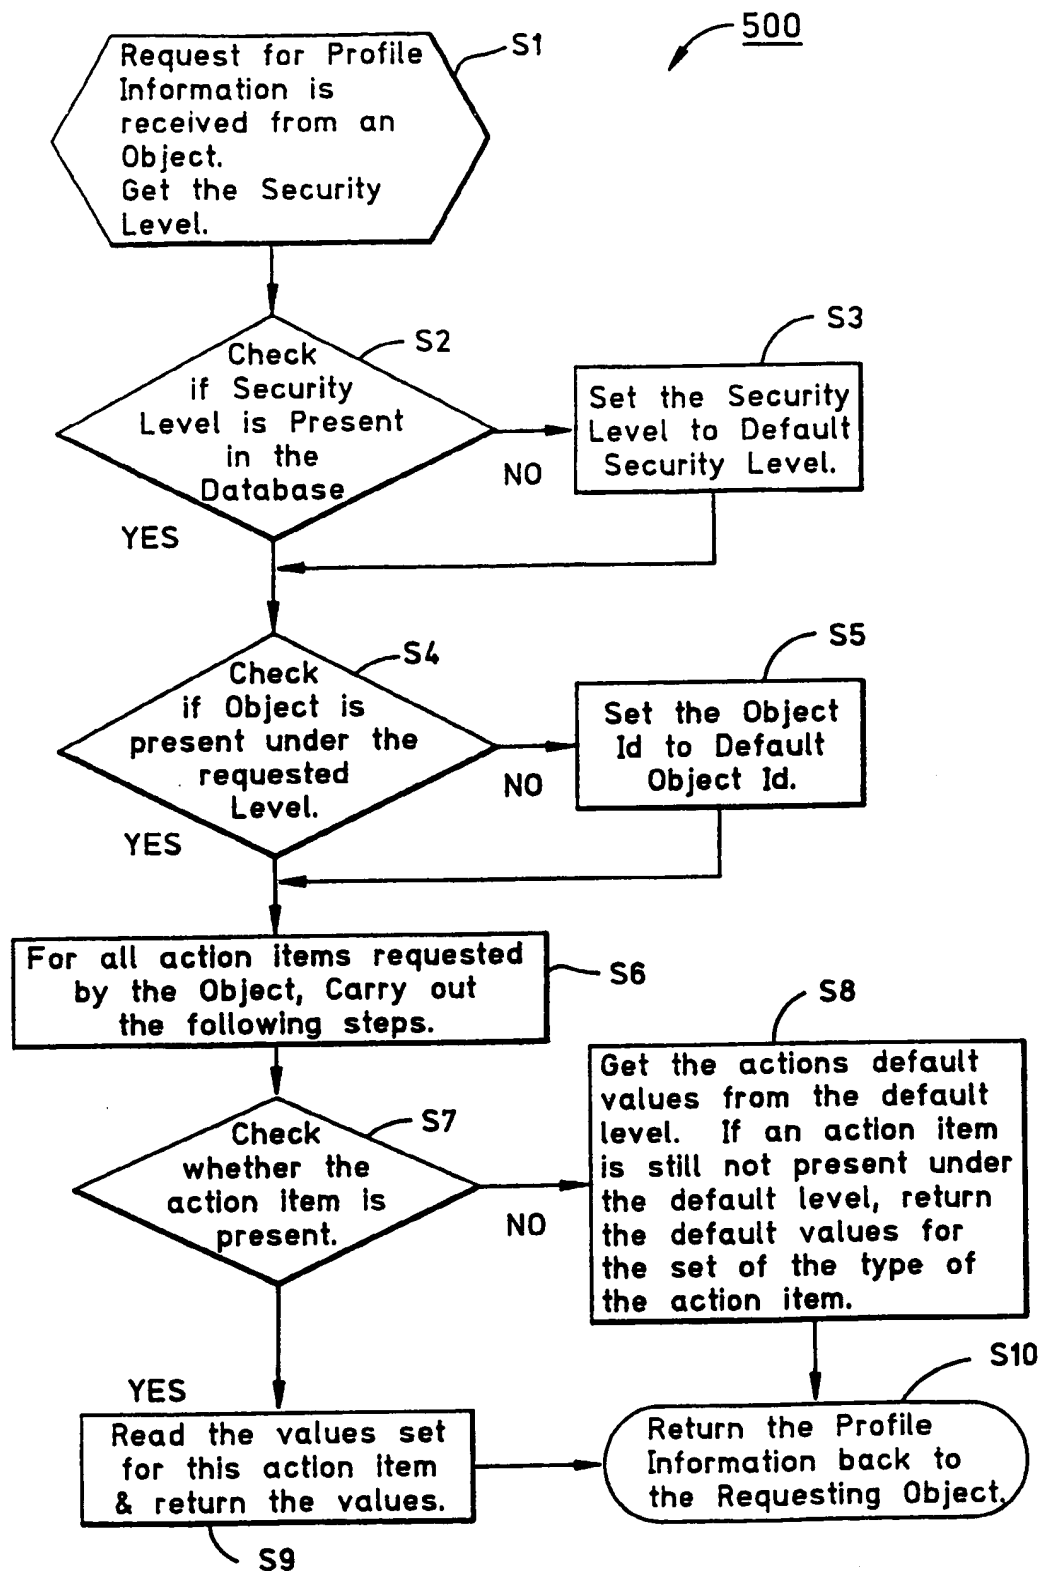 500
S1
Request for Profile
Information is
received from an
Object.
Get the Security
Level.
S2
Check
if Security
Level is Present
in the
Database
NO
YES
S3
Set the Security
Level to Default
Security Level.
S4
Check
if Object is
present under the
requested
Level.
NO
YES
S5
Set the Object
Id to Default
Object Id.
For all action items requested
by the Object, Carry out
the following steps.
S6
S7
Check
whether the
action item is
present.
NO
YES
S8
Get the actions default
values from the default
level. If an action item
is still not present under
the default level, return
the default values for
the set of the type of
the action item.
Read the values set
for this action item
& return the values.
S9
S10
Return the Profile
Information back to
the Requesting Object.